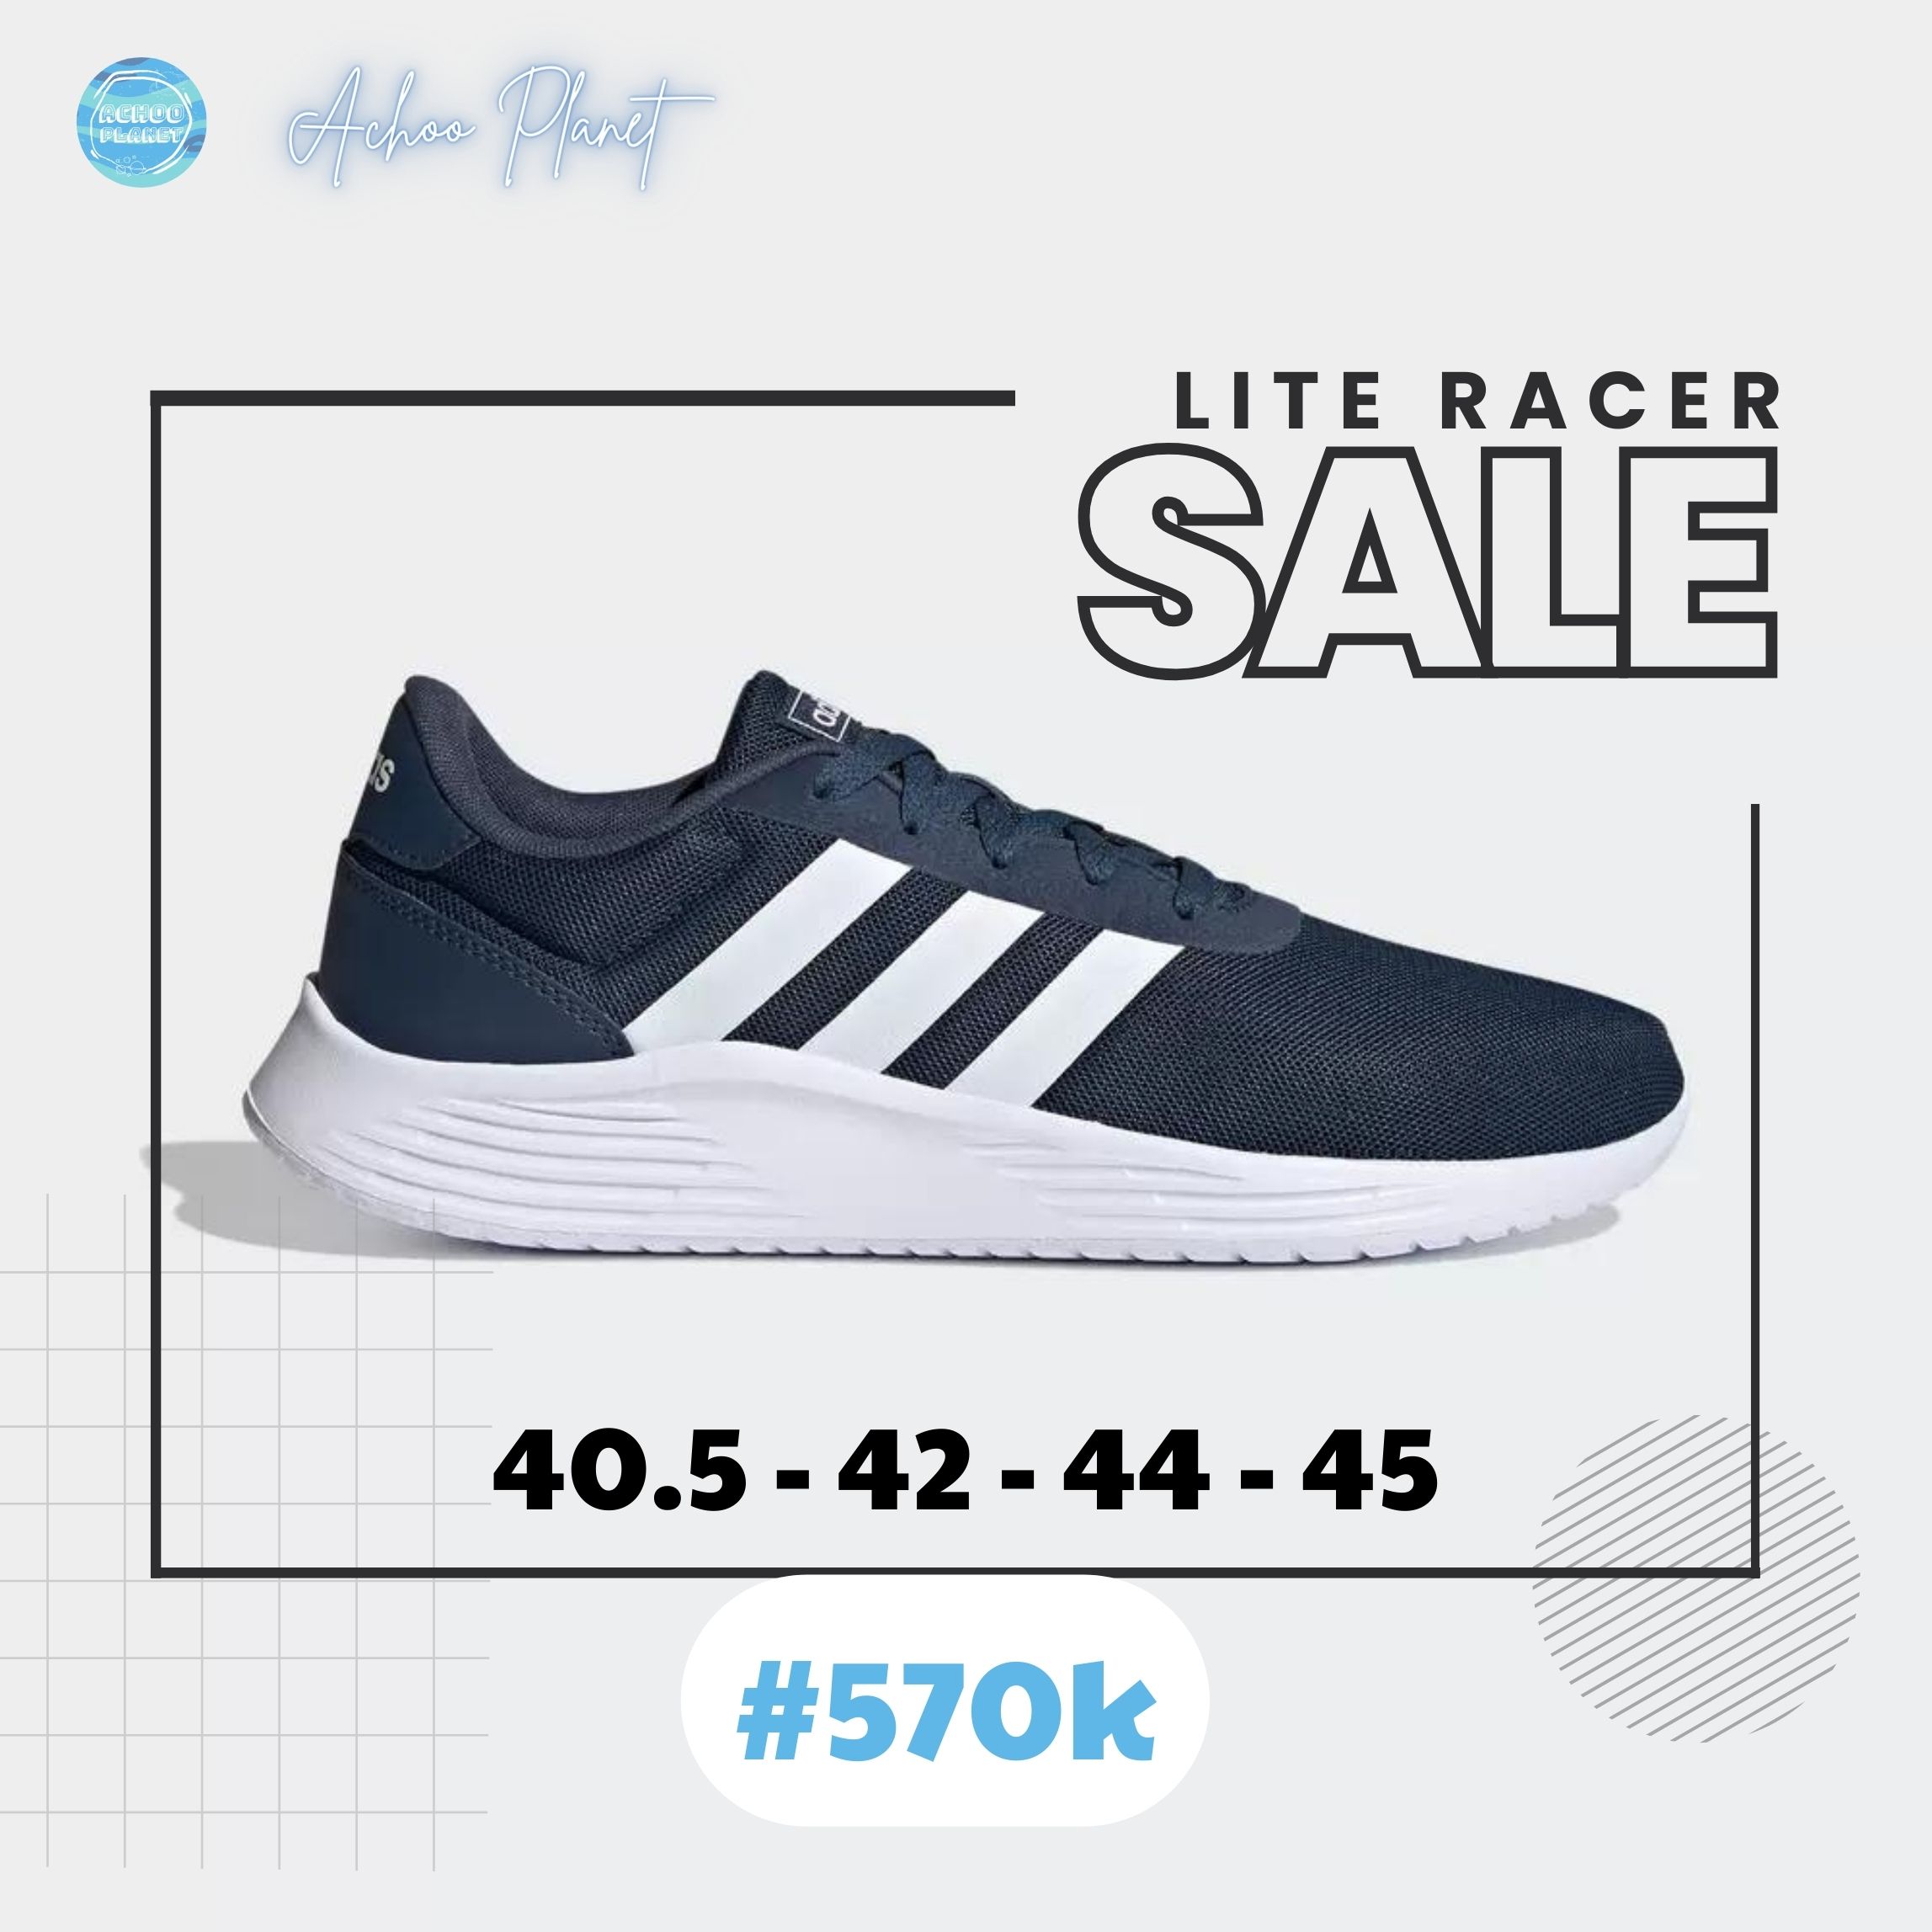 ACHOO
PLANET
Achoo Planet
LITE RACER
SALE
40.5 - 42 - 44 - 45
#570k